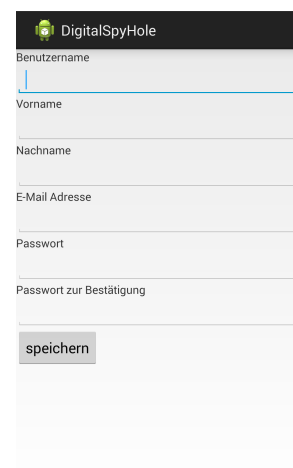 DigitalSpyHole
Benutzername
Vorname
Nachname
E-Mail Adresse
Passwort
Passwort zur Bestätigung
speichern